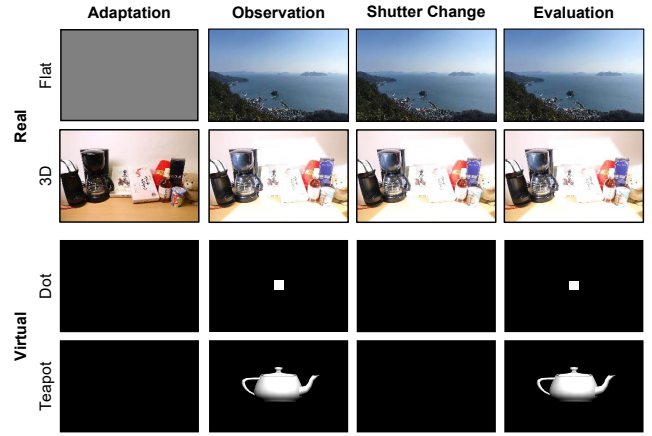 Adaptation Observation Shutter Change Evaluation
Real
Flat
3D
Virtual
Dot
Teapot